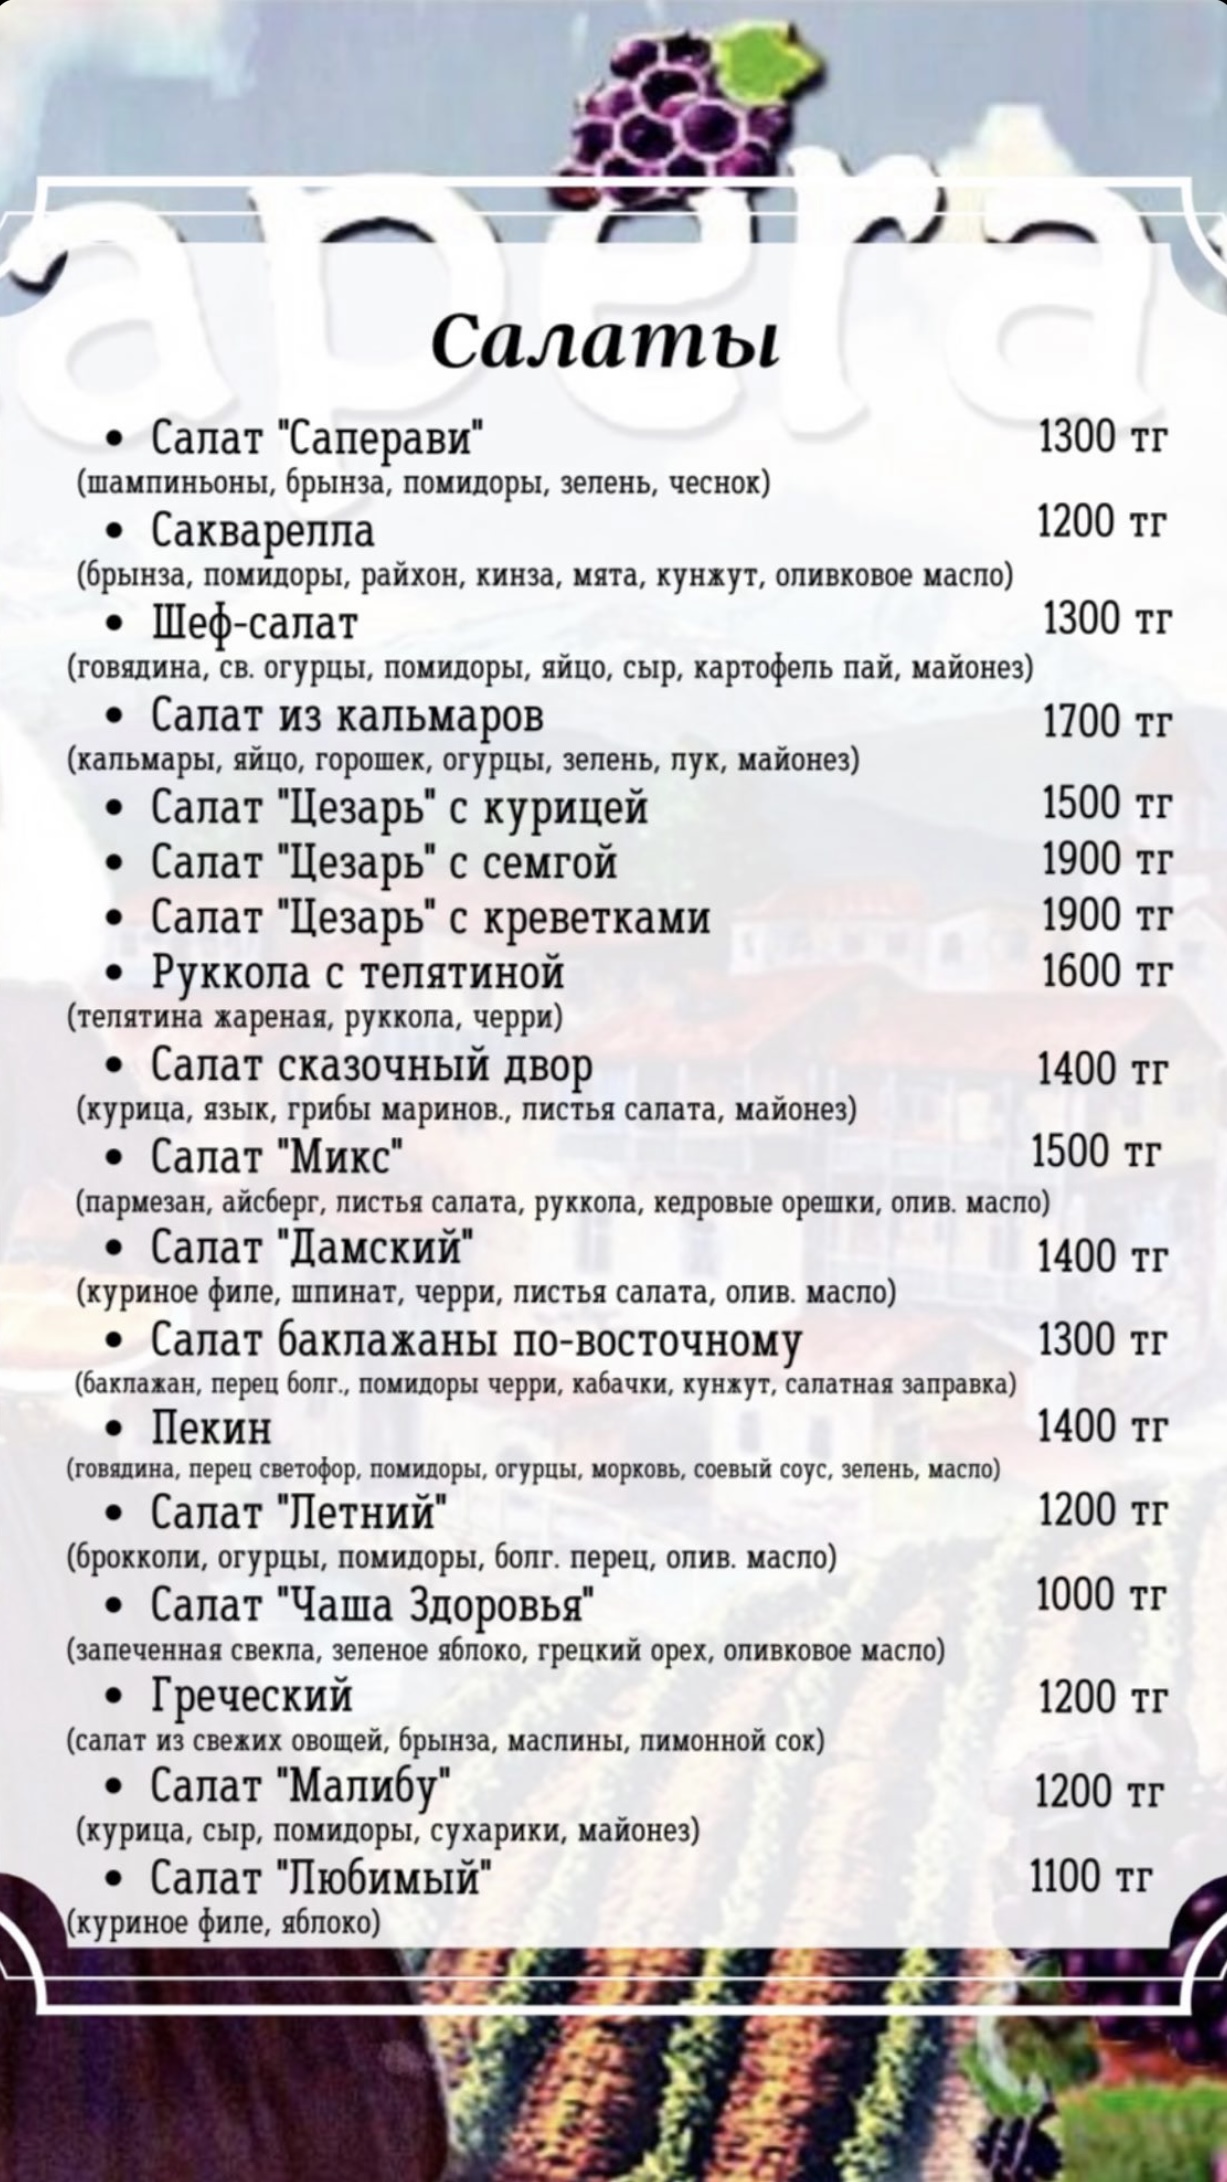 apera
Салаты
• Салат "Саперави" 1300 тг
(шампиньоны, брынза, помидоры, зелень, чеснок)
• Сакварелла 1200 тг
(брынза, помидоры, райхон, кинза, мята, кунжут, оливковое масло)
• Шеф-салат 1300 тг
(говядина, св. огурцы, помидоры, яйцо, сыр, картофель пай, майонез)
• Салат из кальмаров 1700 тг
(кальмары, яйцо, горошек, огурцы, зелень, лук, майонез)
• Салат "Цезарь" с курицей 1500 тг
• Салат "Цезарь" с семгой 1900 тг
• Салат "Цезарь" с креветками 1900 тг
• Руккола с телятиной 1600 тг
(телятина жареная, руккола, черри)
• Салат сказочный двор 1400 тг
(курица, язык, грибы маринов., листья салата, майонез)
• Салат "Микс" 1500 тг
(пармезан, айсберг, листья салата, руккола, кедровые орешки, олив. масло)
• Салат "Дамский" 1400 тг
(куриное филе, шпинат, черри, листья салата, олив. масло)
• Салат баклажаны по-восточному 1300 тг
(баклажан, перец болг., помидоры черри, кабачки, кунжут, салатная заправка)
• Пекин 1400 тг
(говядина, перец светофор, помидоры, огурцы, морковь, соевый соус, зелень, масло)
• Салат "Летний" 1200 тг
(брокколи, огурцы, помидоры, болг. перец, олив. масло)
• Салат "Чаша Здоровья" 1000 тг
(запеченная свекла, зеленое яблоко, грецкий орех, оливковое масло)
• Греческий 1200 тг
(салат из свежих овощей, брынза, маслины, лимонной сок)
• Салат "Малибу" 1200 тг
(курица, сыр, помидоры, сухарики, майонез)
• Салат "Любимый" 1100 тг
(куриное филе, яблоко)